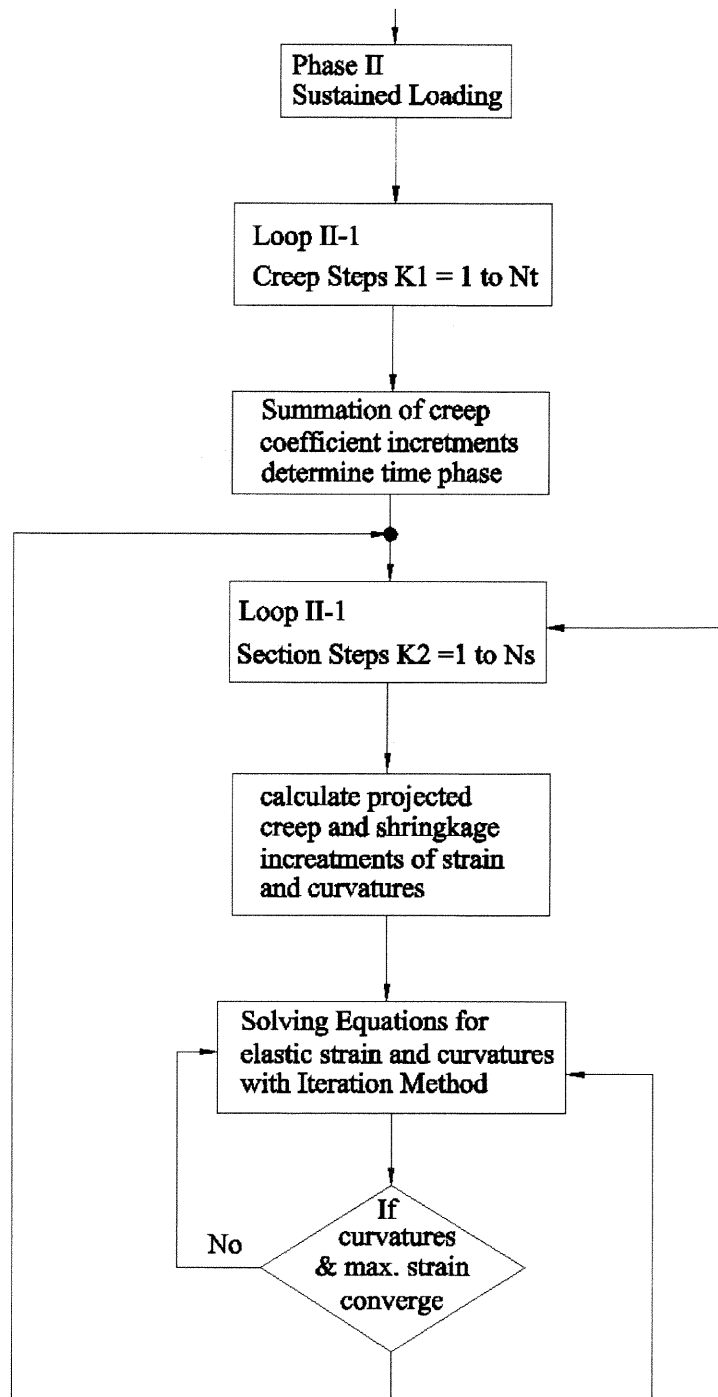 Phase II
Sustained Loading
Loop II-1
Creep Steps K1 = 1 to Nt
Summation of creep
coefficient incretments
determine time phase
Loop II-1
Section Steps K2 =1 to Ns
calculate projected
creep and shringkage
increatments of strain
and curvatures
Solving Equations for
elastic strain and curvatures
with Iteration Method
If
curvatures
& max. strain
converge
No